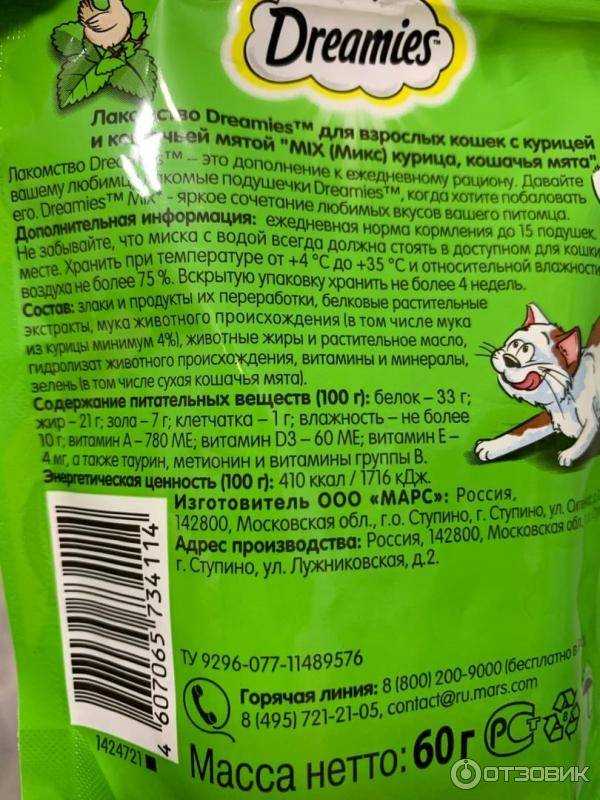 Dreamies™
Лакомство Dreamies™ для взрослых кошек с курицей
и кошачьей мятой "MIX (Микс) курица, кошачья мята".
Лакомство Dreamies™ – это дополнение к ежедневному рациону. Давайте
вашему любимцу лакомые подушечки Dreamies™, когда хотите побаловать
его. Dreamies™ Mix – яркое сочетание любимых вкусов вашего питомца.
Дополнительная информация: ежедневная норма кормления до 15 подушек.
Не забывайте, что миска с водой всегда должна стоять в доступном для кошки
месте. Хранить при температуре от +4 °С до +35 °С и относительной влажности
воздуха не более 75 %. Вскрытую упаковку хранить не более 4 недель.
Состав: злаки и продукты их переработки, белковые растительные
экстракты, мука животного происхождения (в том числе мука
из курицы минимум 4%), животные жиры и растительное масло,
гидролизат животного происхождения, витамины и минералы,
зелень (в том числе сухая кошачья мята).
Содержание питательных веществ (100 г): белок – 33 г;
жир – 21 г; зола – 7 г; клетчатка – 1 г; влажность – не более
10 г; витамин А – 780 МЕ; витамин D3 – 60 МЕ; витамин Е –
4 мг, а также таурин, метионин и витамины группы В.
Энергетическая ценность (100 г): 410 ккал / 1716 кДж.
Изготовитель ООО «МАРС»: Россия,
142800, Московская обл., г.о. Ступино, г. Ступино, ул.
Адрес производства: Россия, 142800, Московская обл.,
г. Ступино, ул. Лужниковская, д.2.
4 607065 734114
1424721
ТУ 9296-077-11489576
Горячая линия: 8 (800) 200-9000 (бесплатно в
8 (495) 721-21-05, contact@ru.mars.com
Масса нетто: 60 г
РСТ
ОТЗОВИК